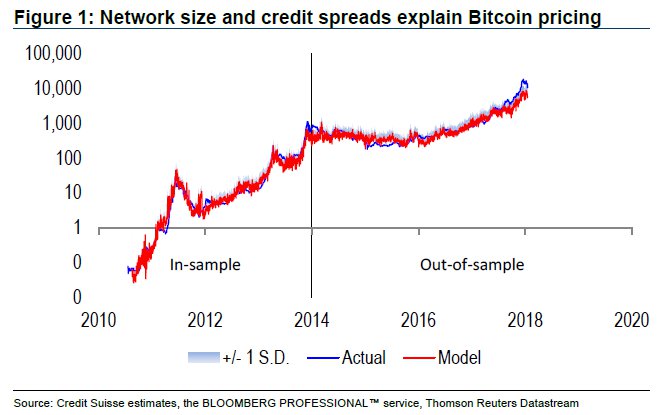 Figure 1: Network size and credit spreads explain Bitcoin pricing
100,000
10,000
1,000
100
10
1
0
0
In-sample
Out-of-sample
2010
2012
2014
2016
2018
2020
+/- 1 S.D.
Actual
Model
Source: Credit Suisse estimates, the BLOOMBERG PROFESSIONAL™ service, Thomson Reuters Datastream